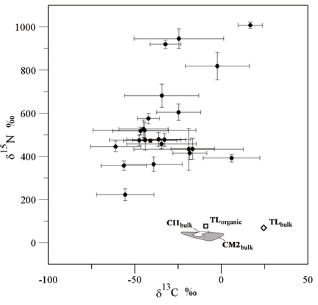 1000
800
600
400
200
0
δ¹⁵N ‰
CI1bulk
TLorganic
TLbulk
CM2bulk
-100
-50
0
50
δ¹³C ‰